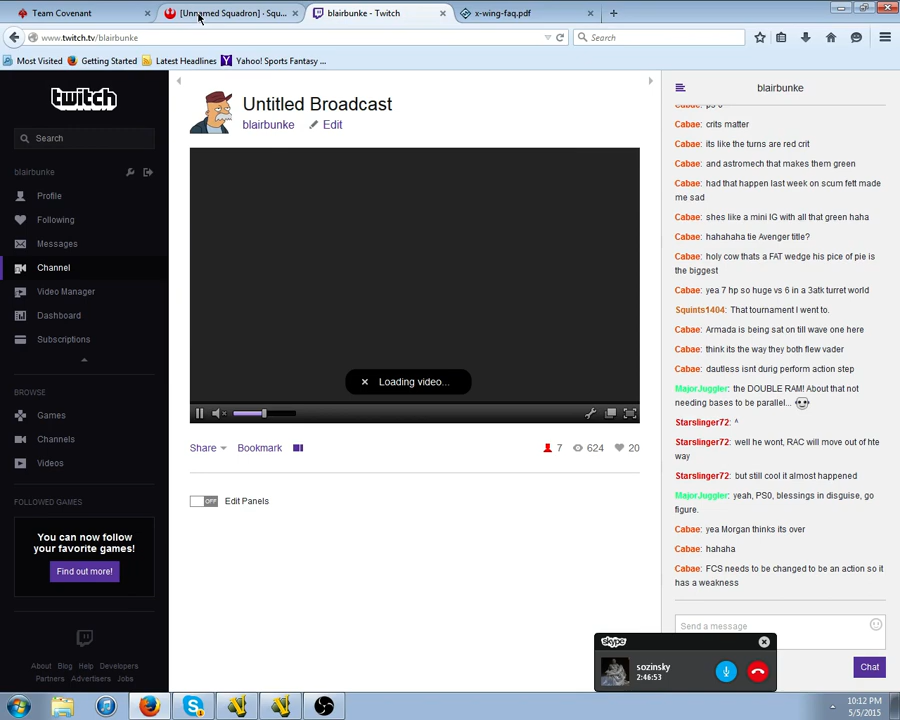 Team Covenant
[Unnamed Squadron] · Squ...
blairbunke - Twitch
x-wing-faq.pdf
www.twitch.tv/blairbunke
Search
Most Visited
Getting Started
Latest Headlines
Yahoo! Sports Fantasy ...
twitch
Search
blairbunke
Profile
Following
Messages
Channel
Video Manager
Dashboard
Subscriptions
BROWSE
Games
Channels
Videos
FOLLOWED GAMES
You can now follow
your favorite games!
Find out more!
About Blog Help Developers
Partners Advertisers Jobs
Untitled Broadcast
blairbunke
Edit
Loading video...
Share
Bookmark
7
624
20
OFF
Edit Panels
blairbunke
Cabae: ps 0
Cabae: crits matter
Cabae: its like the turns are red crit
Cabae: and astromech that makes them green
Cabae: had that happen last week on scum fett made
me sad
Cabae: shes like a mini IG with all that green haha
Cabae: hahahaha tie Avenger title?
Cabae: holy cow thats a FAT wedge his pice of pie is
the biggest
Cabae: yea 7 hp so huge vs 6 in a 3atk turret world
Squints1404: That tournament I went to.
Cabae: Armada is being sat on till wave one here
Cabae: think its the way they both flew vader
Cabae: dautless isnt durig perform action step
MajorJuggler: the DOUBLE RAM! About that not
needing bases to be parallel...
Starslinger72: ^
Starslinger72: well he wont, RAC will move out of hte
way
Starslinger72: but still cool it almost happened
MajorJuggler: yeah, PS0, blessings in disguise, go
figure.
Cabae: yea Morgan thinks its over
Cabae: hahaha
Cabae: FCS needs to be changed to be an action so it
has a weakness
Send a message
Chat
skype
sozinsky
2:46:53
10:12 PM
5/5/2015